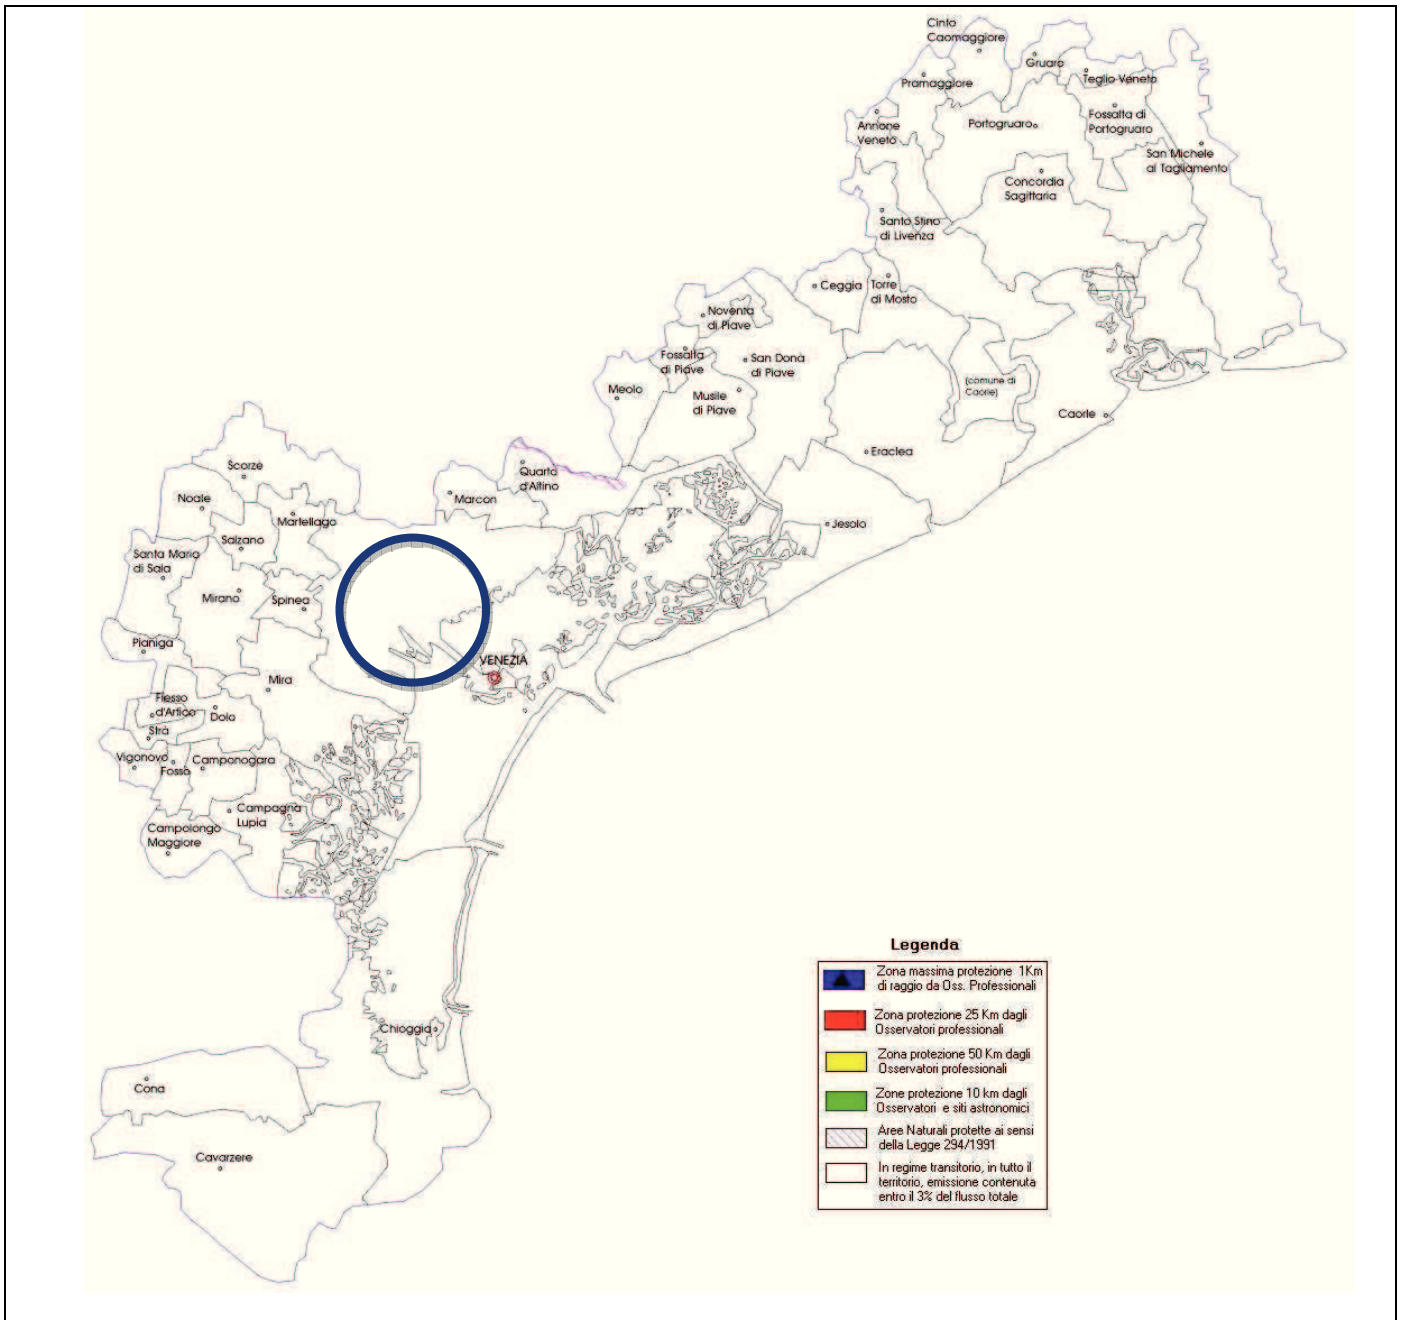 Cinto
Caomaggiore
Gruaro
Pramaggiore
Teglio Veneto
Annone
Veneto
Portogruaro
Fossalta di
Portogruaro
San Michele
al Tagliamento
Concordia
Sagittaria
Santo Stino
di Livenza
Ceggia
Torre
di Mosto
Noventa
di Piave
Fossalta
di Piave
San Donà
di Piave
Meolo
Musile
di Piave
(comune di
Caorle)
Caorle
Eraclea
Scorzè
Quarto
d'Altino
Noale
Marcon
Martellago
Jesolo
Salzano
Santa Maria
di Sala
Mirano
Spinea
Pianiga
VENEZIA
Mira
Fiesso
d'Artico
Dolo
Strà
Vigonovo
Fossò
Camponogara
Campagna
Lupia
Campolongo
Maggiore
Chioggia
Cona
Cavarzere
Legenda
Zona massima protezione 1Km
di raggio da Oss. Professionali
Zona protezione 25 Km dagli
Osservatori professionali
Zona protezione 50 Km dagli
Osservatori professionali
Zone protezione 10 km dagli
Osservatori e siti astronomici
Aree Naturali protette ai sensi
della Legge 294/1991
In regime transitorio, in tutto il
territorio, emissione contenuta
entro il 3% del flusso totale